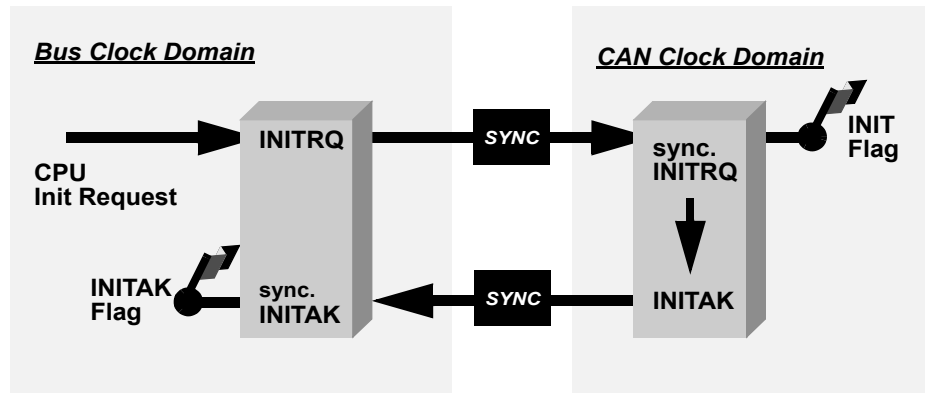 Bus Clock Domain
CAN Clock Domain
INITRQ
SYNC
sync.
INITRQ
INIT
Flag
CPU
Init Request
INITAK
Flag
sync.
INITAK
SYNC
INITAK